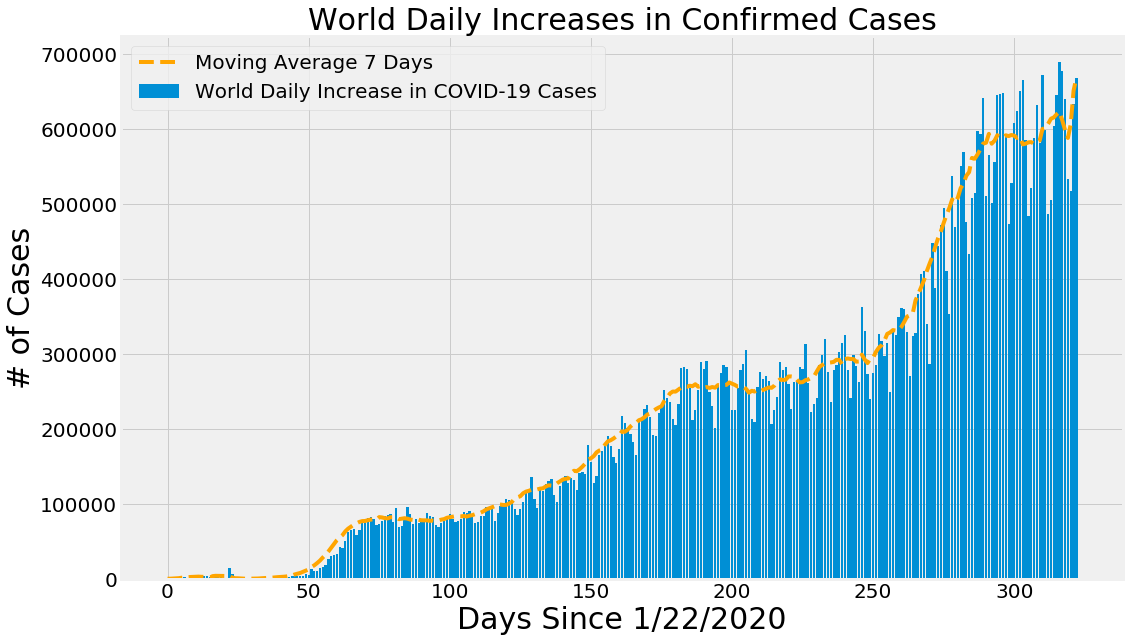 World Daily Increases in Confirmed Cases
700000
600000
500000
400000
300000
200000
100000
0
# of Cases
Moving Average 7 Days
World Daily Increase in COVID-19 Cases
0 50 100 150 200 250 300
Days Since 1/22/2020